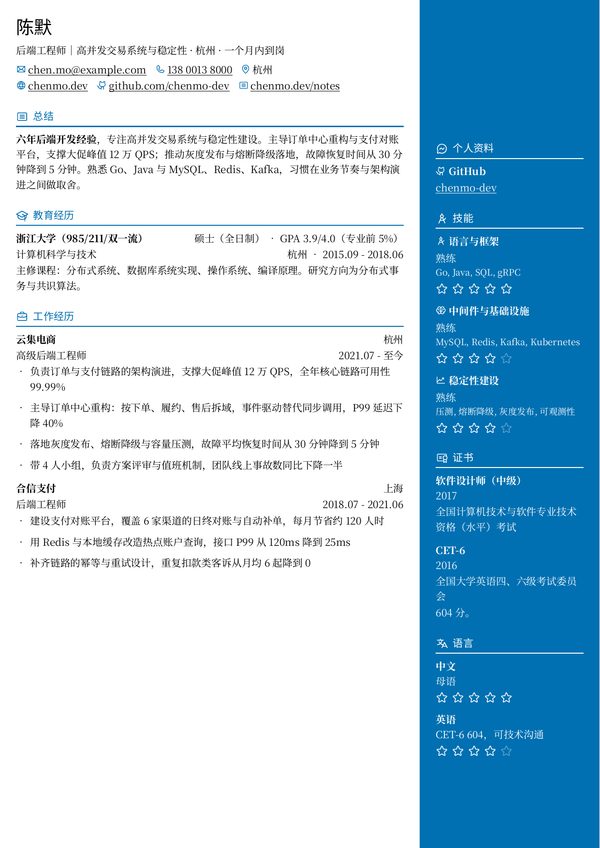 陈默
后端工程师｜高并发交易系统与稳定性 · 杭州 · 一个月内到岗
chen.mo@example.com 138 0013 8000 杭州
chenmo.dev github.com/chenmo-dev chenmo.dev/notes
总结
六年后端开发经验，专注高并发交易系统与稳定性建设。主导订单中心重构与支付对账
平台，支撑大促峰值 12 万 QPS；推动灰度发布与熔断降级落地，故障恢复时间从 30 分
钟降到 5 分钟。熟悉 Go、Java 与 MySQL、Redis、Kafka，习惯在业务节奏与架构演
进之间做取舍。
教育经历
浙江大学（985/211/双一流） 硕士（全日制） · GPA 3.9/4.0（专业前 5%）
计算机科学与技术 杭州 · 2015.09 - 2018.06
主修课程：分布式系统、数据库系统实现、操作系统、编译原理。研究方向为分布式事
务与共识算法。
工作经历
云集电商 杭州
高级后端工程师 2021.07 - 至今
· 负责订单与支付链路的架构演进，支撑大促峰值 12 万 QPS，全年核心链路可用性
99.99%
· 主导订单中心重构：按下单、履约、售后拆域，事件驱动替代同步调用，P99 延迟下
降 40%
· 落地灰度发布、熔断降级与容量压测，故障平均恢复时间从 30 分钟降到 5 分钟
· 带 4 人小组，负责方案评审与值班机制，团队线上事故数同比下降一半
合信支付 上海
后端工程师 2018.07 - 2021.06
· 建设支付对账平台，覆盖 6 家渠道的日终对账与自动补单，每月节省约 120 人时
· 用 Redis 与本地缓存改造热点账户查询，接口 P99 从 120ms 降到 25ms
· 补齐链路的幂等与重试设计，重复扣款类客诉从月均 6 起降到 0
个人资料
GitHub
chenmo-dev
技能
语言与框架
熟练
Go, Java, SQL, gRPC
中间件与基础设施
熟练
MySQL, Redis, Kafka, Kubernetes
稳定性建设
熟练
压测, 熔断降级, 灰度发布, 可观测性
证书
软件设计师（中级）
2017
全国计算机技术与软件专业技术
资格（水平）考试
CET-6
2016
全国大学英语四、六级考试委员
会
604 分。
语言
中文
母语
英语
CET-6 604，可技术沟通